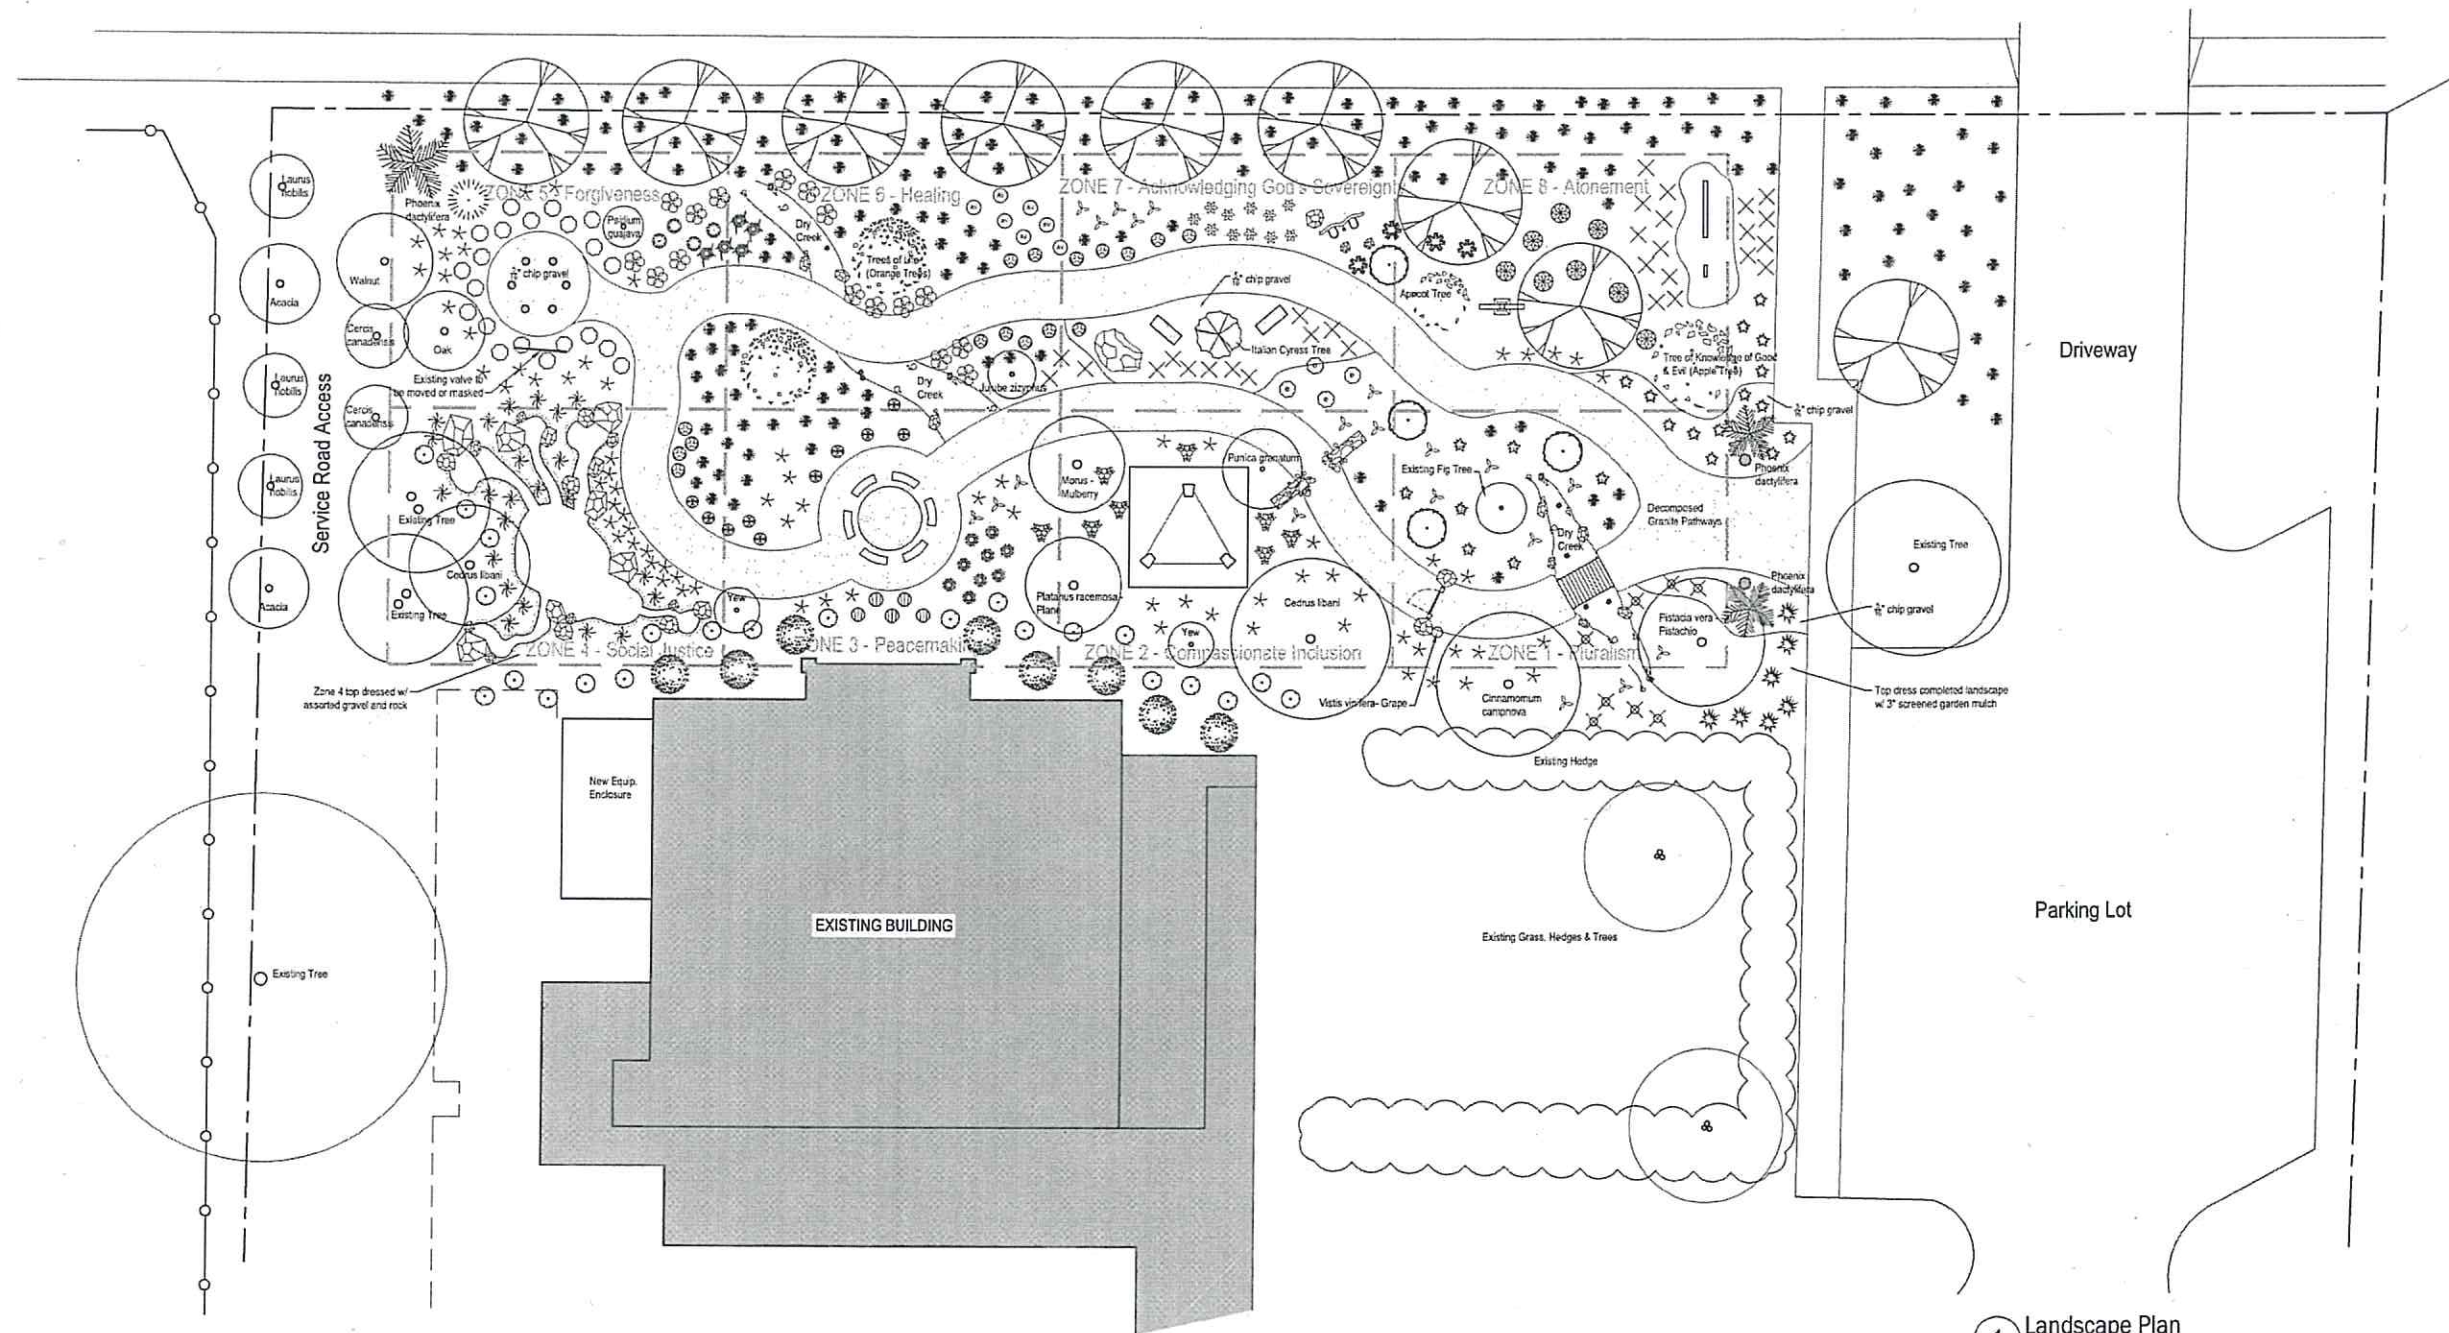 ZONE 5 - Forgiveness
ZONE 6 - Healing
ZONE 7 - Acknowledging God's Sovereignty
ZONE 8 - Atonement
Laurus
nobilis
Phoenix
dactylifera
Psidium
guajava
Dry
Creek
Trees of Life
(Orange Trees)
Walnut
chip gravel
chip gravel
Apricot Tree
Acacia
Cercis
canadensis
Oak
Italian Cyress Tree
Tree of Knowledge of Good
& Evil (Apple Tree)
Driveway
Existing valve to
be moved or masked
Dry
Creek
Jujube zizyphus
Laurus
nobilis
Service Road Access
Cercis
canadensis
chip gravel
Punica granatum
Existing Fig Tree
Phoenix
dactylifera
Laurus
nobilis
Morus -
Mulberry
Existing Tree
Decomposed
Granite Pathways
Dry
Creek
Existing Tree
Cedrus libani
Acacia
Existing Tree
Yew
Platanus racemosa -
Plane
Cedrus libani
Phoenix
dactylifera
chip gravel
Pistacia vera -
Pistachio
Yew
ZONE 4 - Social Justice
ZONE 3 - Peacemaking
ZONE 2 - Compassionate Inclusion
ZONE 1 - Pluralism
Zone 4 top dressed w/
assorted gravel and rock
Vistis vinifera- Grape
Cinnamomum
campnova
Top dress completed landscape
w/ 3" screened garden mulch
Existing Hedge
New Equip.
Enclosure
EXISTING BUILDING
Parking Lot
Existing Grass, Hedges & Trees
Existing Tree
1
Landscape Plan